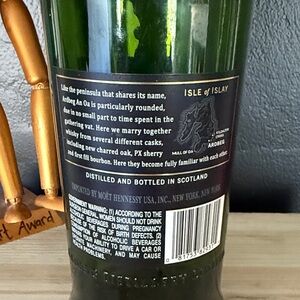 ISLE of ISLAY
Like the peninsula that shares its name,
Ardbeg An Oa is particularly rounded,
due in no small part to time spent in the
gathering vat. Here we marry together
whisky from several different casks,
including new charred oak, PX sherry
and first fill bourbon. Here they become fully familiar with each other.
MULL OF OA
ARDBEG
DISTILLED AND BOTTLED IN SCOTLAND
IMPORTED BY MOËT HENNESSY USA, INC., NEW YORK, NEW YORK
GOVERNMENT WARNING: (1) ACCORDING TO THE
SURGEON GENERAL, WOMEN SHOULD NOT DRINK
ALCOHOLIC BEVERAGES DURING PREGNANCY
BECAUSE OF THE RISK OF BIRTH DEFECTS. (2)
CONSUMPTION OF ALCOHOLIC BEVERAGES
IMPAIRS YOUR ABILITY TO DRIVE A CAR OR
OPERATE MACHINERY, AND MAY CAUSE
HEALTH PROBLEMS.
Art Award